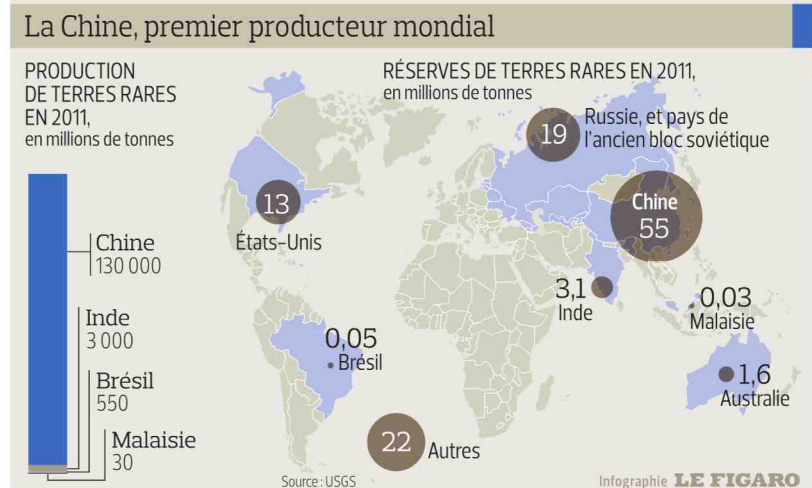 La Chine, premier producteur mondial
PRODUCTION
DE TERRES RARES
EN 2011,
en millions de tonnes
Chine
130 000
Inde
3 000
Brésil
550
Malaisie
30
RÉSERVES DE TERRES RARES EN 2011,
en millions de tonnes
19
Russie, et pays de
l'ancien bloc soviétique
13
États-Unis
Chine
55
3,1
Inde
0,03
Malaisie
0,05
Brésil
1,6
Australie
22
Autres
Source : USGS
Infographie LE FIGARO